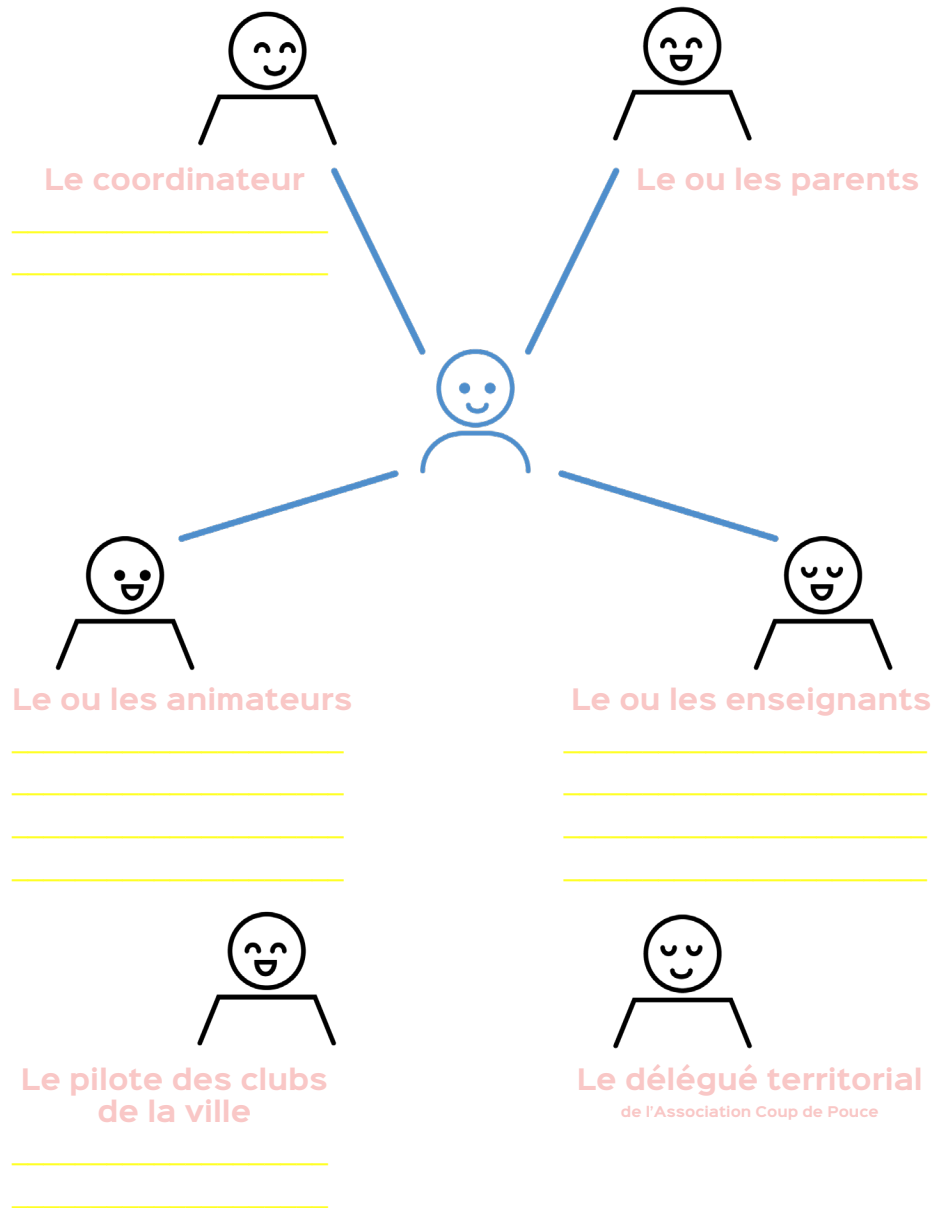 Le coordinateur
Le ou les parents
Le ou les animateurs
Le ou les enseignants
Le pilote des clubs
de la ville
Le délégué territorial
de l'Association Coup de Pouce